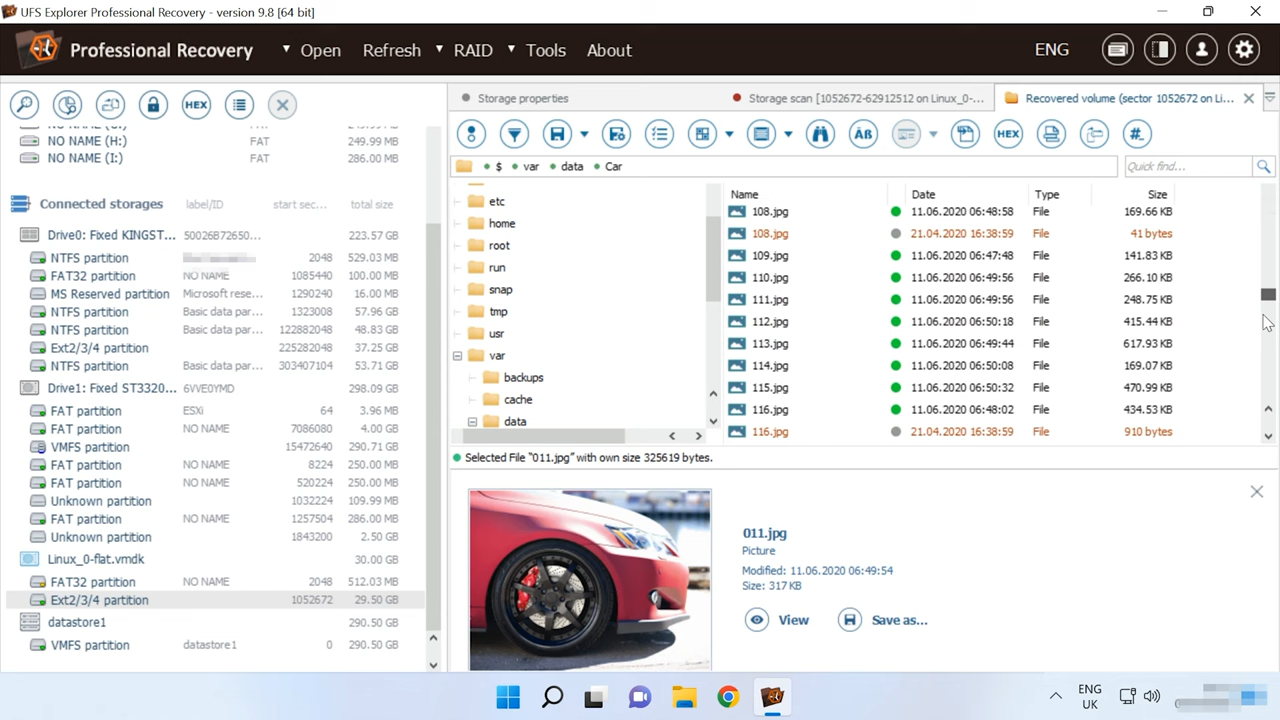 UFS Explorer Professional Recovery - version 9.8 [64 bit]
Professional Recovery Open Refresh RAID Tools About ENG
HEX
NO NAME (H:) FAT 249.99 MB
NO NAME (I:) FAT 286.00 MB
Connected storages label/ID start sec... total size
Drive0: Fixed KINGST... 50026B72650... 223.57 GB
NTFS partition 2048 529.03 MB
FAT32 partition NO NAME 1085440 100.00 MB
MS Reserved partition Microsoft rese... 1290240 16.00 MB
NTFS partition Basic data par... 1323008 57.96 GB
NTFS partition Basic data par... 122882048 48.83 GB
Ext2/3/4 partition 225282048 37.25 GB
NTFS partition Basic data par... 303407104 53.71 GB
Drive1: Fixed ST3320... 6VVE0YMD 298.09 GB
FAT partition ESXi 64 3.96 MB
FAT partition NO NAME 7086080 4.00 GB
VMFS partition 15472640 290.71 GB
FAT partition NO NAME 8224 250.00 MB
FAT partition NO NAME 520224 250.00 MB
Unknown partition 1032224 109.99 MB
FAT partition NO NAME 1257504 286.00 MB
Unknown partition 1843200 2.50 GB
Linux_0-flat.vmdk 30.00 GB
FAT32 partition NO NAME 2048 512.03 MB
Ext2/3/4 partition 1052672 29.50 GB
datastore1 290.50 GB
VMFS partition datastore1 0 290.50 GB
Storage properties
Storage scan [1052672-62912512 on Linux_0-...
Recovered volume (sector 1052672 on Li...
ÄB HEX #_
$ var data Car
Quick find...
etc
home
root
run
snap
tmp
usr
var
backups
cache
data
Name Date Type Size
108.jpg 11.06.2020 06:48:58 File 169.66 KB
108.jpg 21.04.2020 16:38:59 File 41 bytes
109.jpg 11.06.2020 06:47:48 File 141.83 KB
110.jpg 11.06.2020 06:49:56 File 266.10 KB
111.jpg 11.06.2020 06:49:56 File 248.75 KB
112.jpg 11.06.2020 06:50:18 File 415.44 KB
113.jpg 11.06.2020 06:49:44 File 617.93 KB
114.jpg 11.06.2020 06:50:08 File 169.07 KB
115.jpg 11.06.2020 06:50:32 File 470.99 KB
116.jpg 11.06.2020 06:48:02 File 434.53 KB
116.jpg 21.04.2020 16:38:59 File 910 bytes
Selected File "011.jpg" with own size 325619 bytes.
011.jpg
Picture
Modified: 11.06.2020 06:49:54
Size: 317 KB
View Save as...
ENG
UK